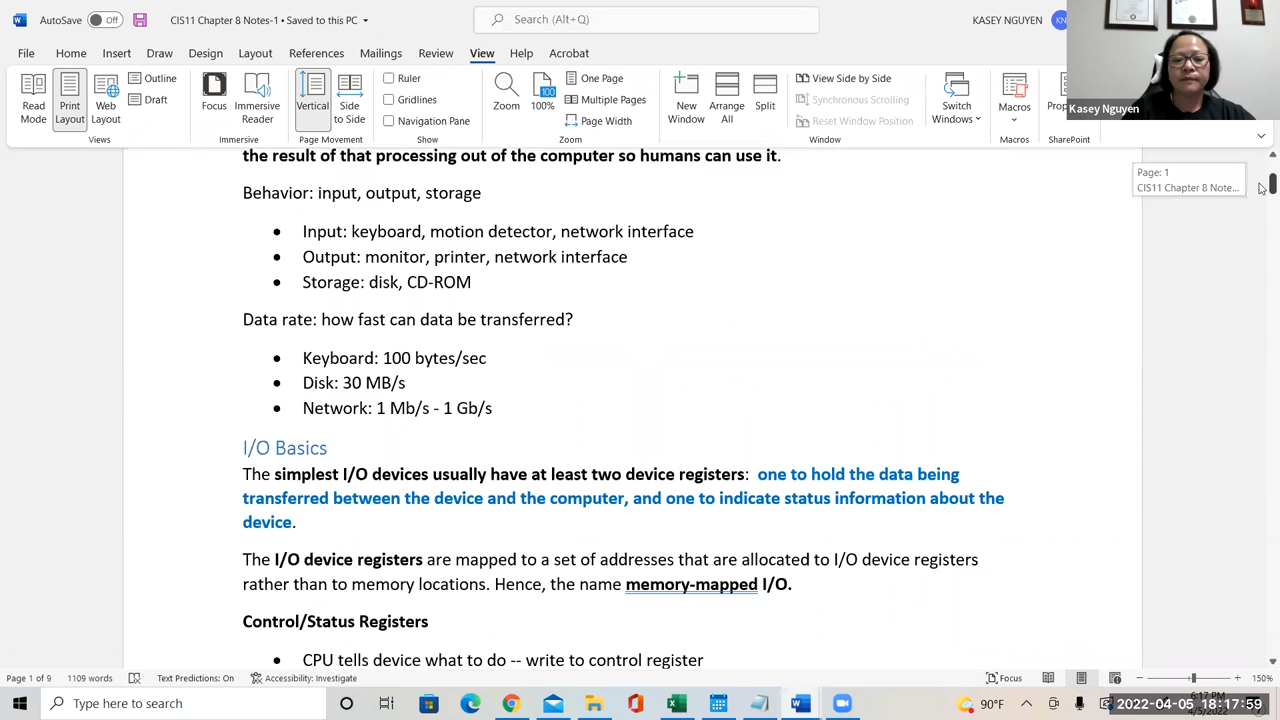 AutoSave Off CIS11 Chapter 8 Notes-1 • Saved to this PC Search (Alt+Q) KASEY NGUYEN KN
File Home Insert Draw Design Layout References Mailings Review View Help Acrobat
Read Mode Print Layout Web Layout Outline Draft Views
Focus Immersive Reader Immersive
Vertical Side to Side Page Movement
Ruler Gridlines Navigation Pane Show
Zoom 100% One Page Multiple Pages Page Width Zoom
New Window Arrange All Split View Side by Side Synchronous Scrolling Reset Window Position Switch Windows Window
Macros Macros
SharePoint
Kasey Nguyen
Page: 1
CIS11 Chapter 8 Note...
the result of that processing out of the computer so humans can use it.
Behavior: input, output, storage
• Input: keyboard, motion detector, network interface
• Output: monitor, printer, network interface
• Storage: disk, CD-ROM
Data rate: how fast can data be transferred?
• Keyboard: 100 bytes/sec
• Disk: 30 MB/s
• Network: 1 Mb/s - 1 Gb/s
I/O Basics
The simplest I/O devices usually have at least two device registers: one to hold the data being
transferred between the device and the computer, and one to indicate status information about the
device.
The I/O device registers are mapped to a set of addresses that are allocated to I/O device registers
rather than to memory locations. Hence, the name memory-mapped I/O.
Control/Status Registers
• CPU tells device what to do -- write to control register
Page 1 of 9 1109 words Text Predictions: On Accessibility: Investigate Focus 150%
Type here to search 90°F 6:17 PM 4/5/2022
2022-04-05 18:17:59